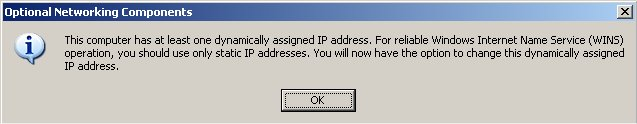 Optional Networking Components
This computer has at least one dynamically assigned IP address. For reliable Windows Internet Name Service (WINS)
operation, you should use only static IP addresses. You will now have the option to change this dynamically assigned
IP address.
OK